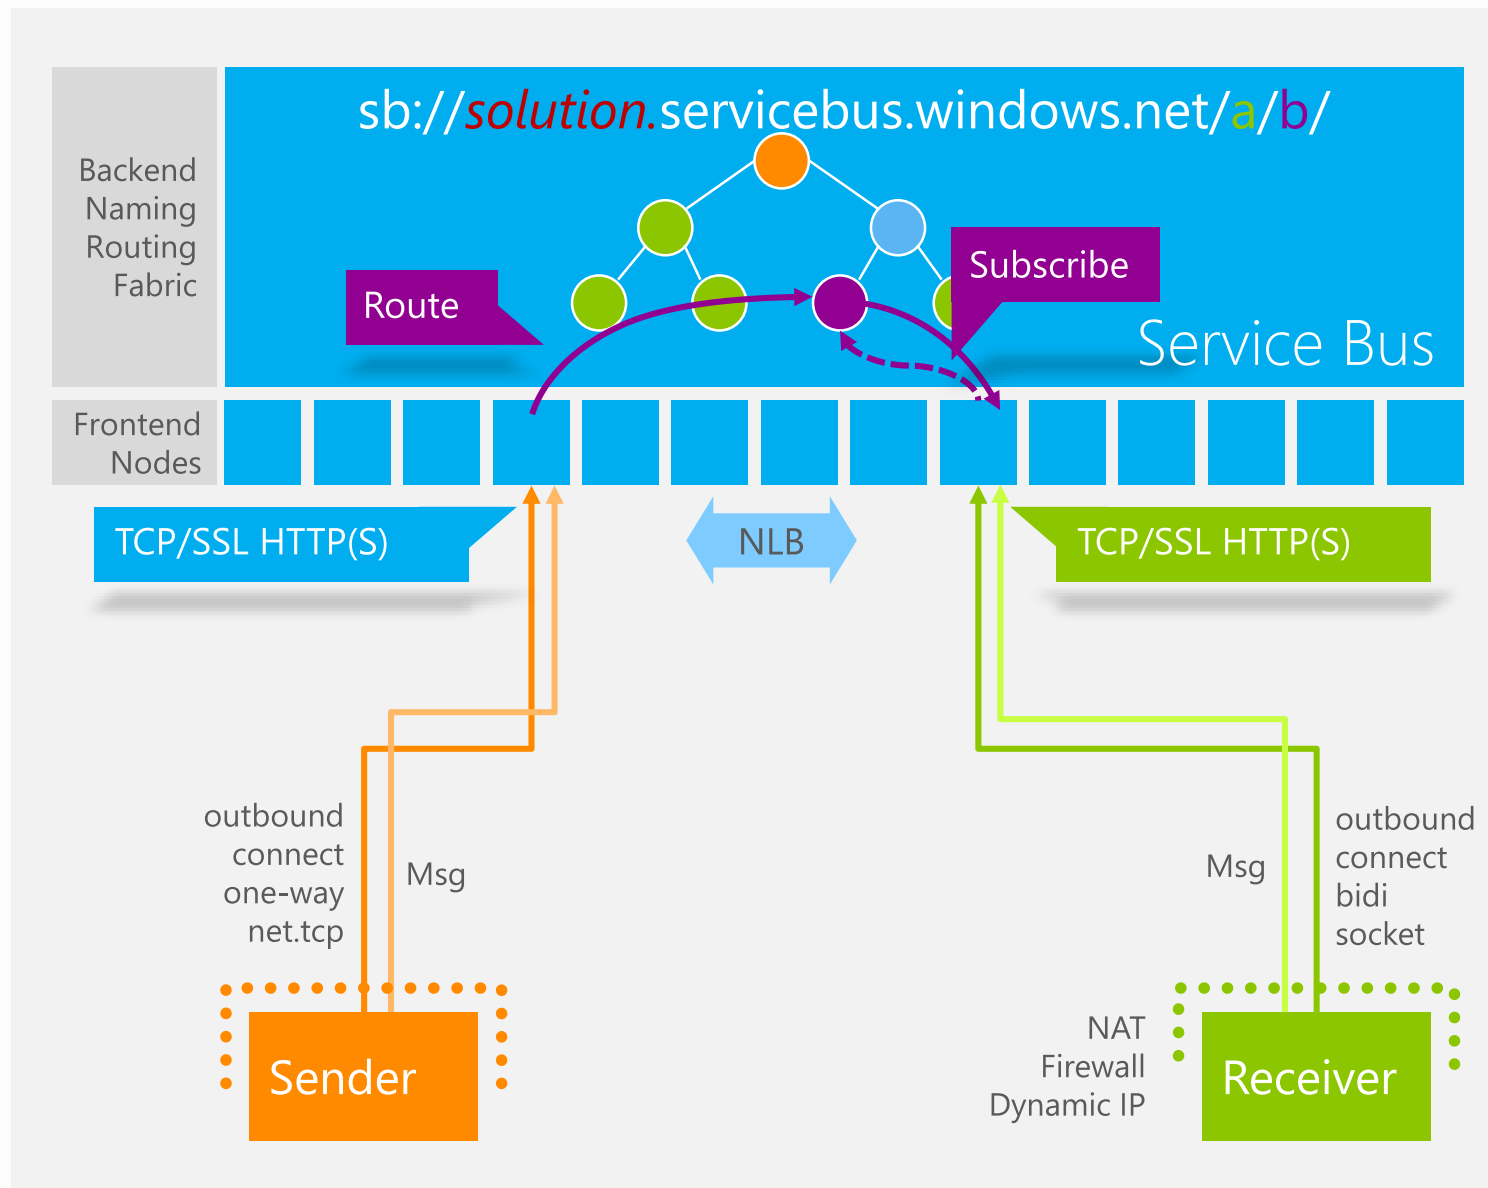 sb://solution.servicebus.windows.net/a/b/
Backend
Naming
Routing
Fabric
Route
Subscribe
Service Bus
Frontend
Nodes
TCP/SSL HTTP(S)
NLB
TCP/SSL HTTP(S)
outbound
connect
one-way
net.tcp
Msg
Msg
outbound
connect
bidi
socket
Sender
NAT
Firewall
Dynamic IP
Receiver